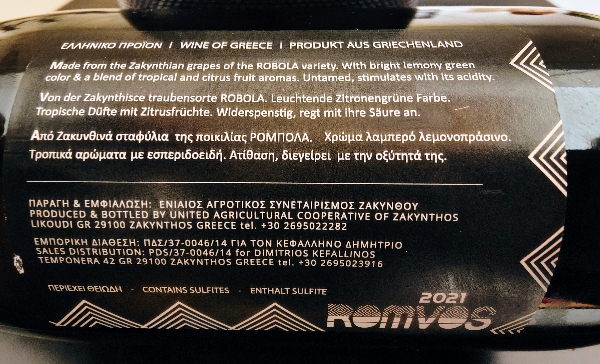 ΕΛΛΗΝΙΚΟ ΠΡΟΪΟΝ | WINE OF GREECE | PRODUKT AUS GRIECHENLAND
Made from the Zakynthian grapes of the ROBOLA variety. With bright lemony green
color & a blend of tropical and citrus fruit aromas. Untamed, stimulates with its acidity.
Von der Zakynthisce traubensorte ROBOLA. Leuchtende Zitronengrüne Farbe.
Tropische Düfte mit Zitrusfrüchte. Widerspenstig, regt mit ihre Säure an.
Από Ζακυνθινά σταφύλια της ποικιλίας ΡΟΜΠΟΛΑ. Χρώμα λαμπερό λεμονοπράσινο.
Τροπικά αρώματα με εσπεριδοειδή. Ατίθαση, διεγείρει με την οξύτητά της.
ΠΑΡΑΓΗ & ΕΜΦΙΑΛΩΣΗ: ΕΝΙΑΙΟΣ ΑΓΡΟΤΙΚΟΣ ΣΥΝΕΤΑΙΡΙΣΜΟΣ ΖΑΚΥΝΘΟΥ
PRODUCED & BOTTLED BY UNITED AGRICULTURAL COOPERATIVE OF ZAKYNTHOS
LIKOUDI GR 29100 ZAKYNTHOS GREECE tel. +30 2695022282
ΕΜΠΟΡΙΚΗ ΔΙΑΘΕΣΗ: ΠΔΣ/37-0046/14 ΓΙΑ ΤΟΝ ΚΕΦΑΛΛΗΝΟ ΔΗΜΗΤΡΙΟ
SALES DISTRIBUTION: PDS/37-0046/14 for DIMITRIOS KEFALLINOS
TEMPONERA 42 GR 29100 ZAKYNTHOS GREECE tel. +30 2695023916
ΠΕΡΙΕΧΕΙ ΘΕΙΩΔΗ - CONTAINS SULFITES - ENTHALT SULFITE
2021
ROMVOS